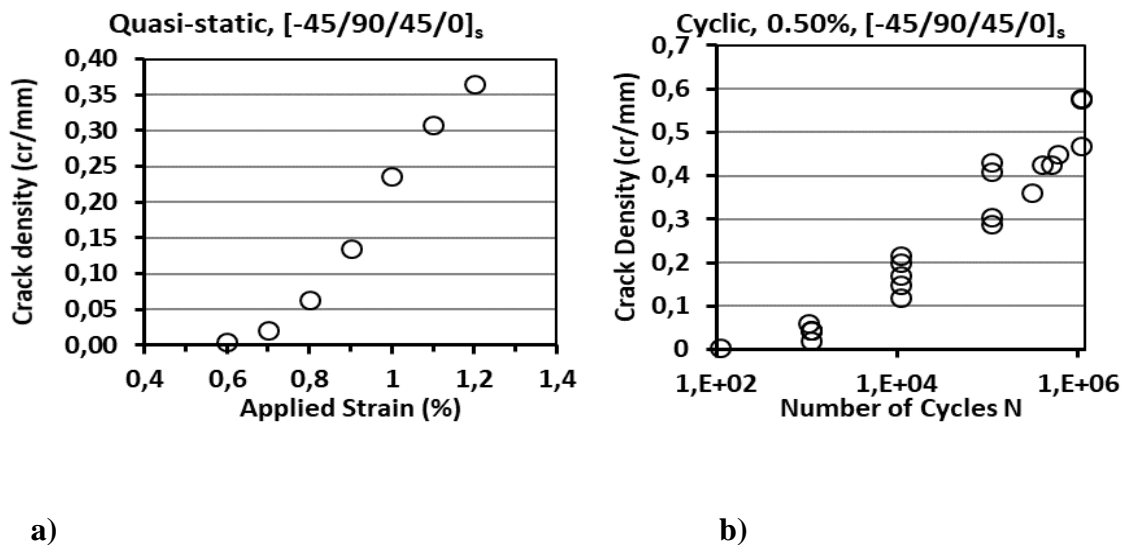 Quasi-static, [-45/90/45/0]s
Crack density (cr/mm)
0,40
0,35
0,30
0,25
0,20
0,15
0,10
0,05
0,00
0,4 0,6 0,8 1 1,2 1,4
Applied Strain (%)
a)
Cyclic, 0.50%, [-45/90/45/0]s
Crack Density (cr/mm)
0,7
0,6
0,5
0,4
0,3
0,2
0,1
0
1,E+02 1,E+04 1,E+06
Number of Cycles N
b)